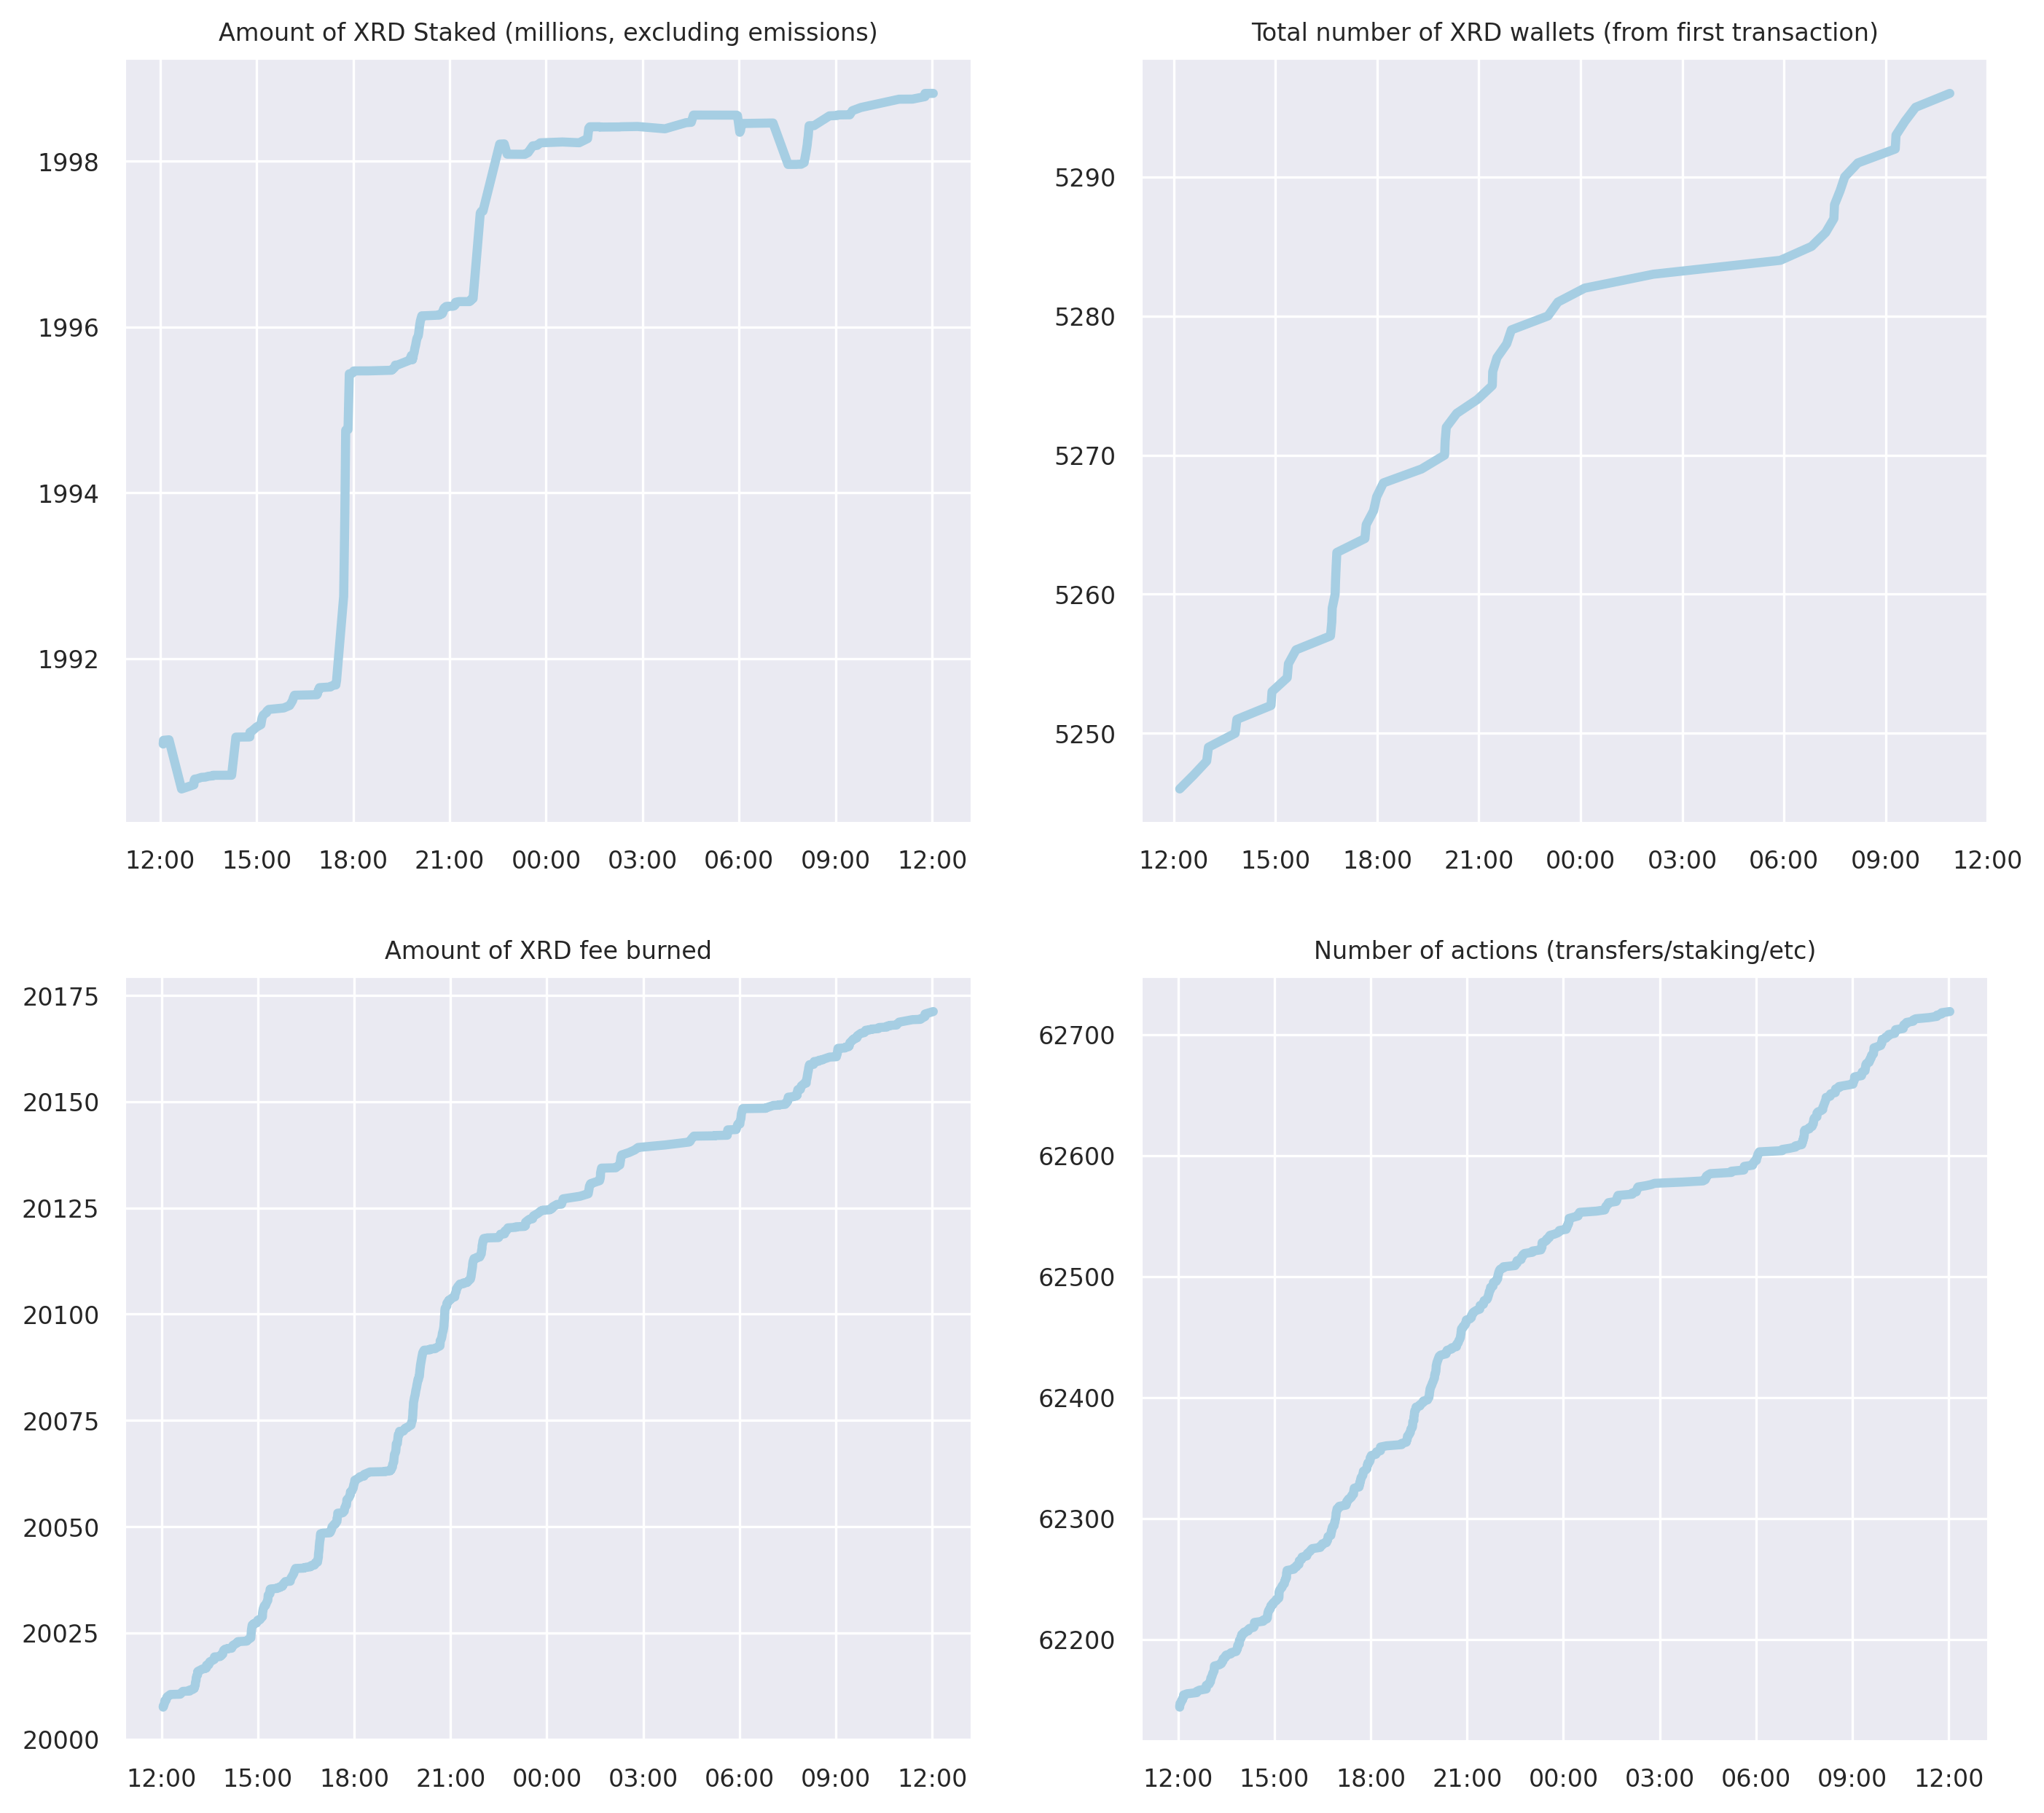 Amount of XRD Staked (millions, excluding emissions)
1998
1996
1994
1992
12:00 15:00 18:00 21:00 00:00 03:00 06:00 09:00 12:00
Total number of XRD wallets (from first transaction)
5290
5280
5270
5260
5250
12:00 15:00 18:00 21:00 00:00 03:00 06:00 09:00 12:00
Amount of XRD fee burned
20175
20150
20125
20100
20075
20050
20025
20000
12:00 15:00 18:00 21:00 00:00 03:00 06:00 09:00 12:00
Number of actions (transfers/staking/etc)
62700
62600
62500
62400
62300
62200
12:00 15:00 18:00 21:00 00:00 03:00 06:00 09:00 12:00